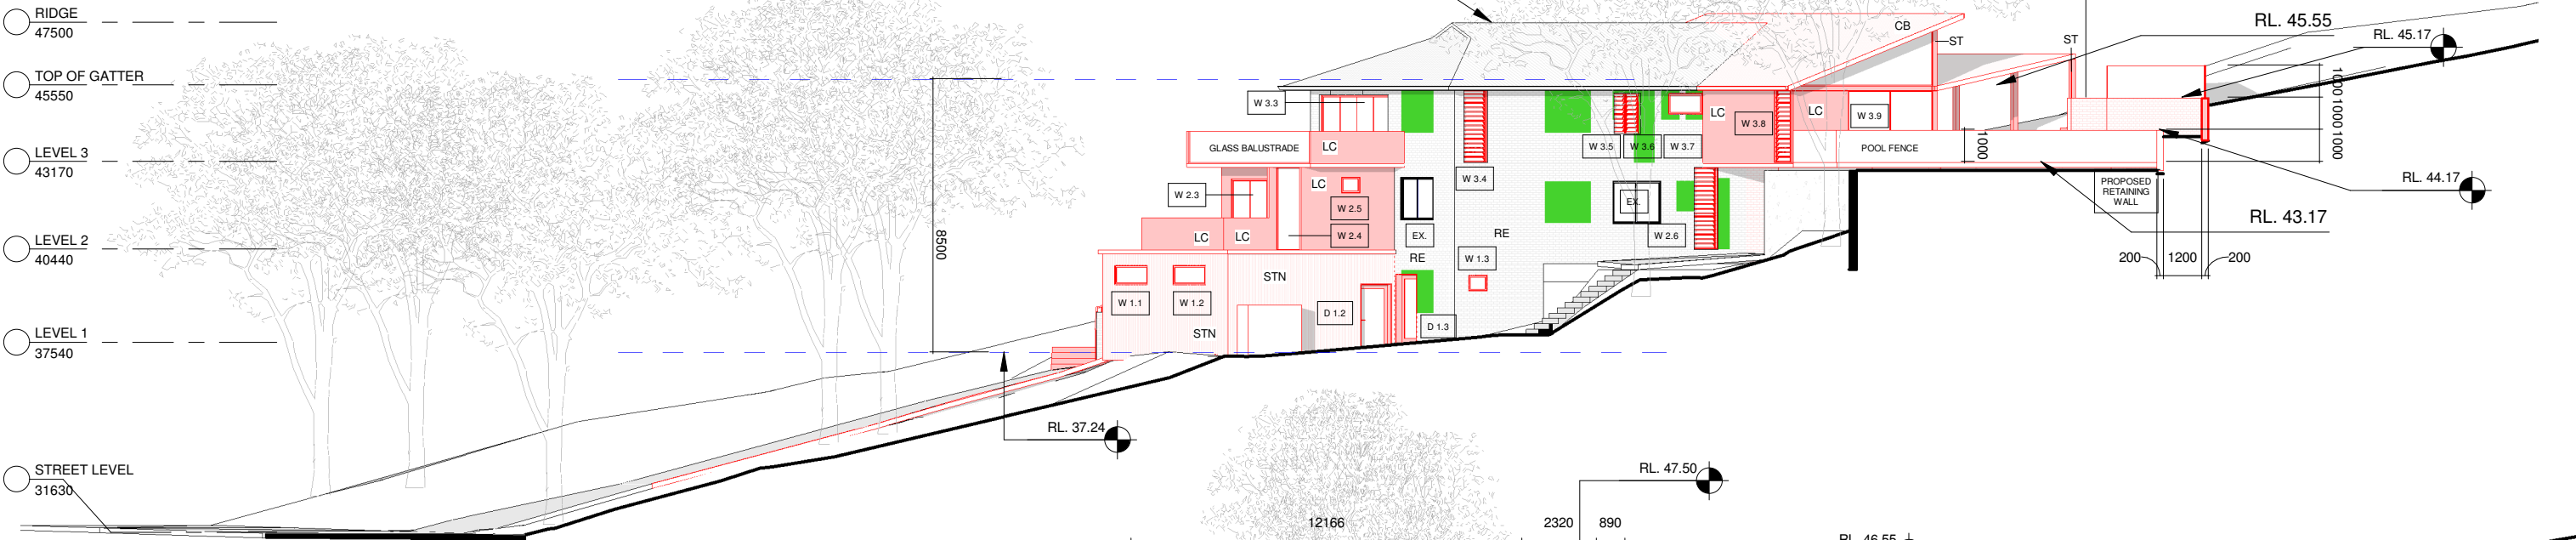 RIDGE
47500
TOP OF GATTER
45550
LEVEL 3
43170
LEVEL 2
40440
LEVEL 1
37540
STREET LEVEL
31630
8500
RL. 37.24
W 3.3
GLASS BALUSTRADE
LC
LC
W 2.3
W 2.5
W 2.4
LC
LC
STN
W 1.1
W 1.2
STN
D 1.2
D 1.3
EX.
RE
W 3.4
RE
W 1.3
W 3.5
W 3.6
W 3.7
EX.
W 2.6
LC
W 3.8
LC
W 3.9
CB
ST
ST
POOL FENCE
1000
PROPOSED
RETAINING
WALL
RL. 45.55
RL. 45.17
1000
1000
1000
RL. 44.17
RL. 43.17
200
1200
200
RL. 47.50
12166
2320
890
RL. 46.55